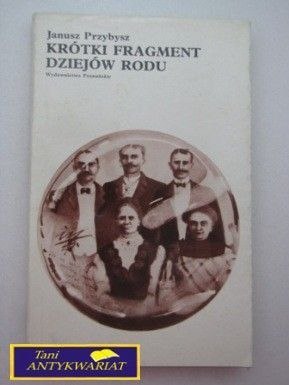 Janusz Przybysz
KRÓTKI FRAGMENT
DZIEJÓW RODU
Wydawnictwo Poznańskie
Tani
ANTYKWARIAT